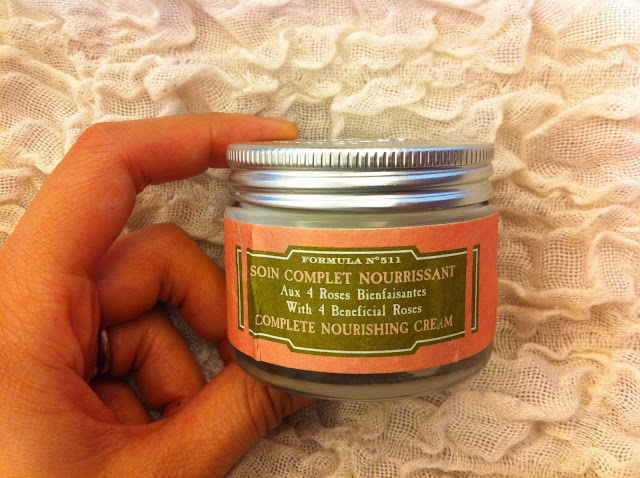 FORMULA N°511
SOIN COMPLET NOURRISSANT
Aux 4 Roses Bienfaisantes
With 4 Beneficial Roses
COMPLETE NOURISHING CREAM